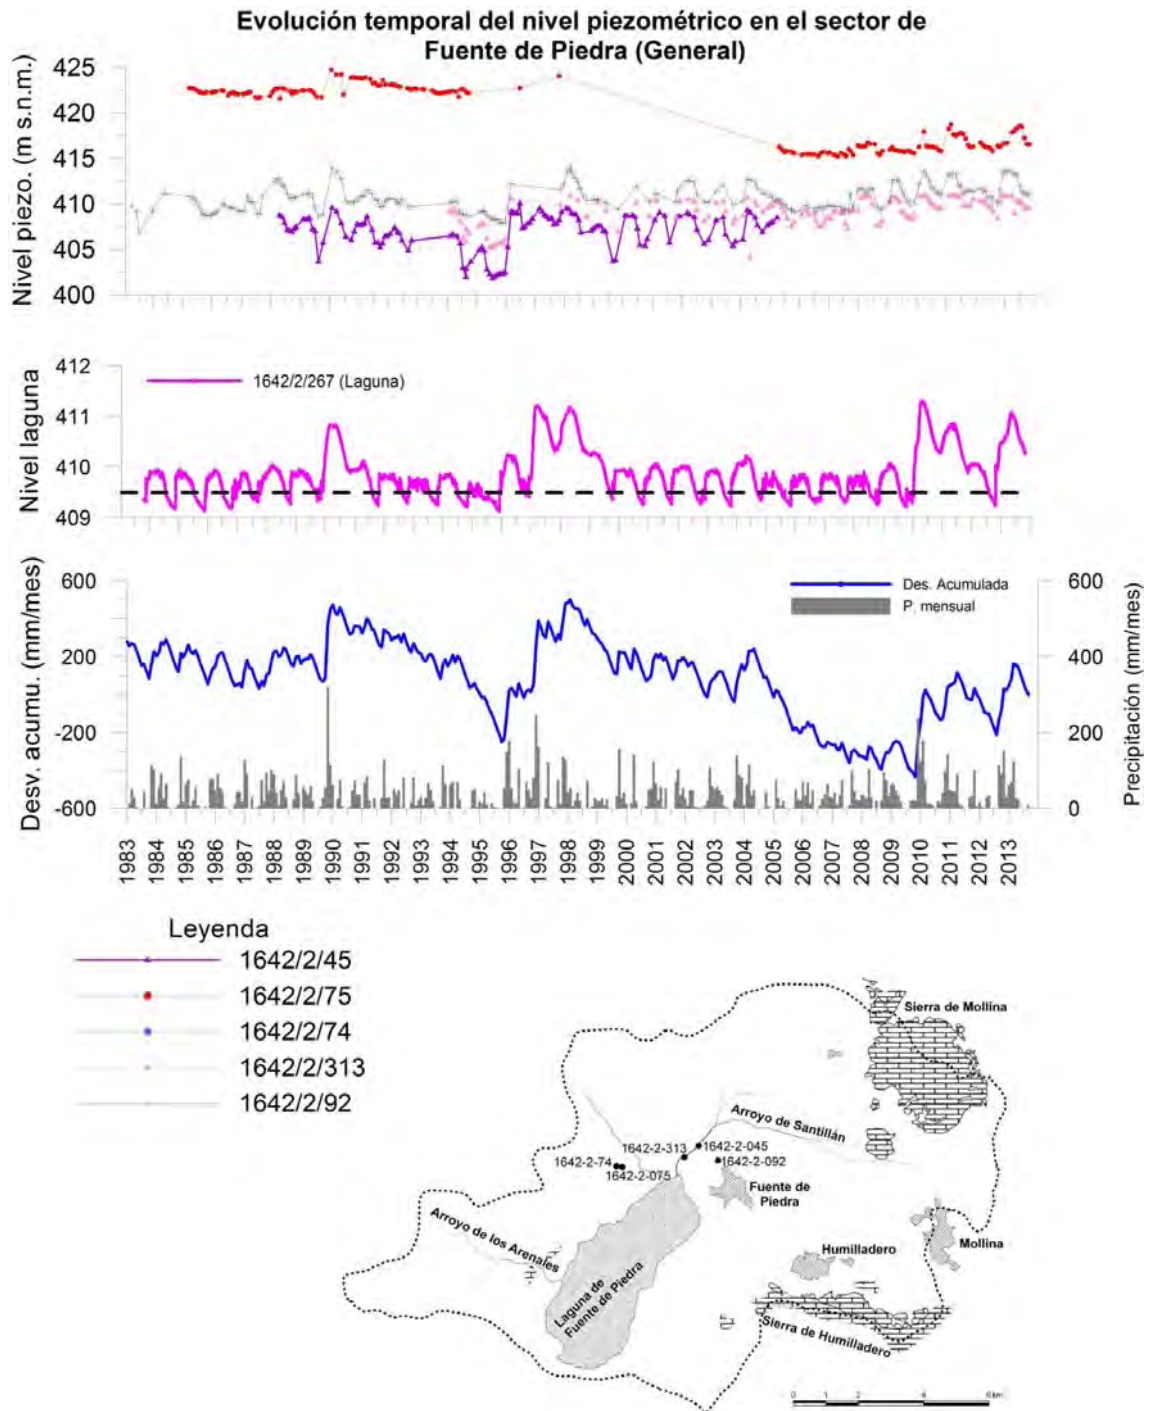 Evolución temporal del nivel piezométrico en el sector de
Fuente de Piedra (General)
Nivel piezo. (m s.n.m.)
425
420
415
410
405
400
Nivel laguna
412
411
410
409
1642/2/267 (Laguna)
Desv. acumu. (mm/mes)
600
200
-200
-600
Des. Acumulada
P. mensual
600
400
200
0
Precipitación (mm/mes)
1983
1984
1985
1986
1987
1988
1989
1990
1991
1992
1993
1994
1995
1996
1997
1998
1999
2000
2001
2002
2003
2004
2005
2006
2007
2008
2009
2010
2011
2012
2013
Leyenda
1642/2/45
1642/2/75
1642/2/74
1642/2/313
1642/2/92
Sierra de Mollina
Arroyo de Santillán
1642-2-313
1642-2-045
1642-2-74
1642-2-075
1642-2-092
Fuente de
Piedra
Arroyo de los Arenales
Humilladero
Mollina
Laguna de
Fuente de Piedra
Sierra de Humilladero
0 1 2 4 6 km